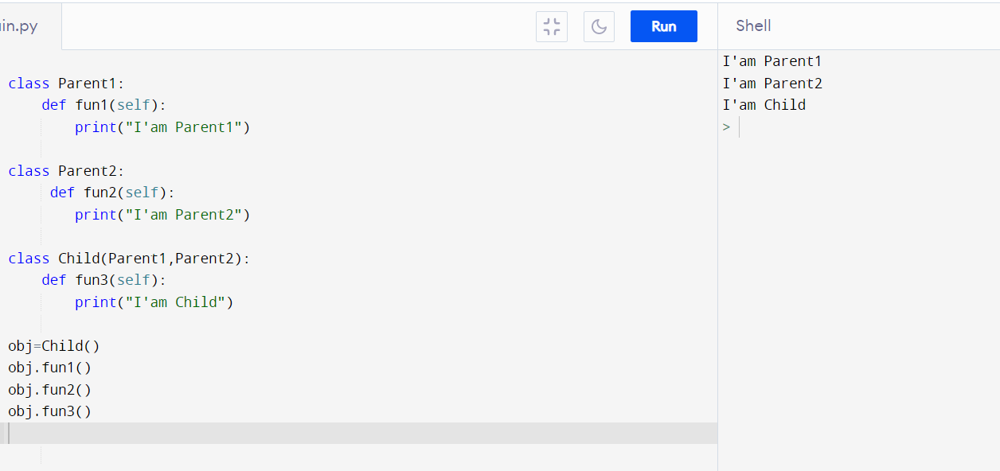 in.py
Run
Shell
class Parent1:
    def fun1(self):
        print("I'am Parent1")
class Parent2:
     def fun2(self):
        print("I'am Parent2")
class Child(Parent1,Parent2):
    def fun3(self):
        print("I'am Child")
obj=Child()
obj.fun1()
obj.fun2()
obj.fun3()
I'am Parent1
I'am Parent2
I'am Child
>